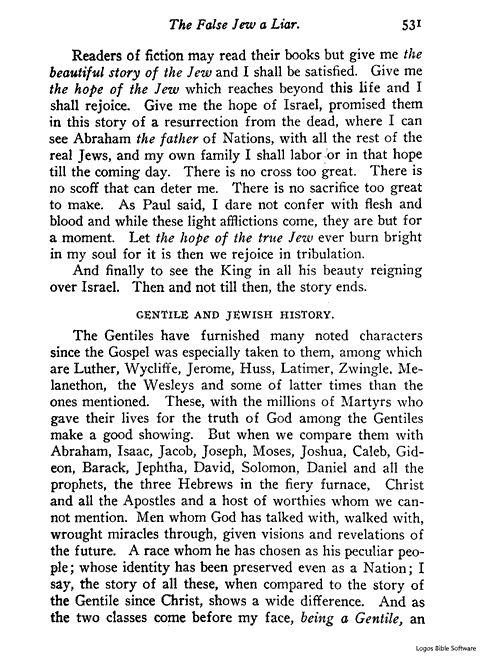 The False Jew a Liar. 531
Readers of fiction may read their books but give me the
beautiful story of the Jew and I shall be satisfied. Give me
the hope of the Jew which reaches beyond this life and I
shall rejoice. Give me the hope of Israel, promised them
in this story of a resurrection from the dead, where I can
see Abraham the father of Nations, with all the rest of the
real Jews, and my own family I shall labor or in that hope
till the coming day. There is no cross too great. There is
no scoff that can deter me. There is no sacrifice too great
to make. As Paul said, I dare not confer with flesh and
blood and while these light afflictions come, they are but for
a moment. Let the hope of the true Jew ever burn bright
in my soul for it is then we rejoice in tribulation.
And finally to see the King in all his beauty reigning
over Israel. Then and not till then, the story ends.
GENTILE AND JEWISH HISTORY.
The Gentiles have furnished many noted characters
since the Gospel was especially taken to them, among which
are Luther, Wycliffe, Jerome, Huss, Latimer, Zwingle. Me-
lanethon, the Wesleys and some of latter times than the
ones mentioned. These, with the millions of Martyrs who
gave their lives for the truth of God among the Gentiles
make a good showing. But when we compare them with
Abraham, Isaac, Jacob, Joseph, Moses, Joshua, Caleb, Gid-
eon, Barack, Jephtha, David, Solomon, Daniel and all the
prophets, the three Hebrews in the fiery furnace, Christ
and all the Apostles and a host of worthies whom we can-
not mention. Men whom God has talked with, walked with,
wrought miracles through, given visions and revelations of
the future. A race whom he has chosen as his peculiar peo-
ple; whose identity has been preserved even as a Nation; I
say, the story of all these, when compared to the story of
the Gentile since Christ, shows a wide difference. And as
the two classes come before my face, being a Gentile, an
Logos Bible Software